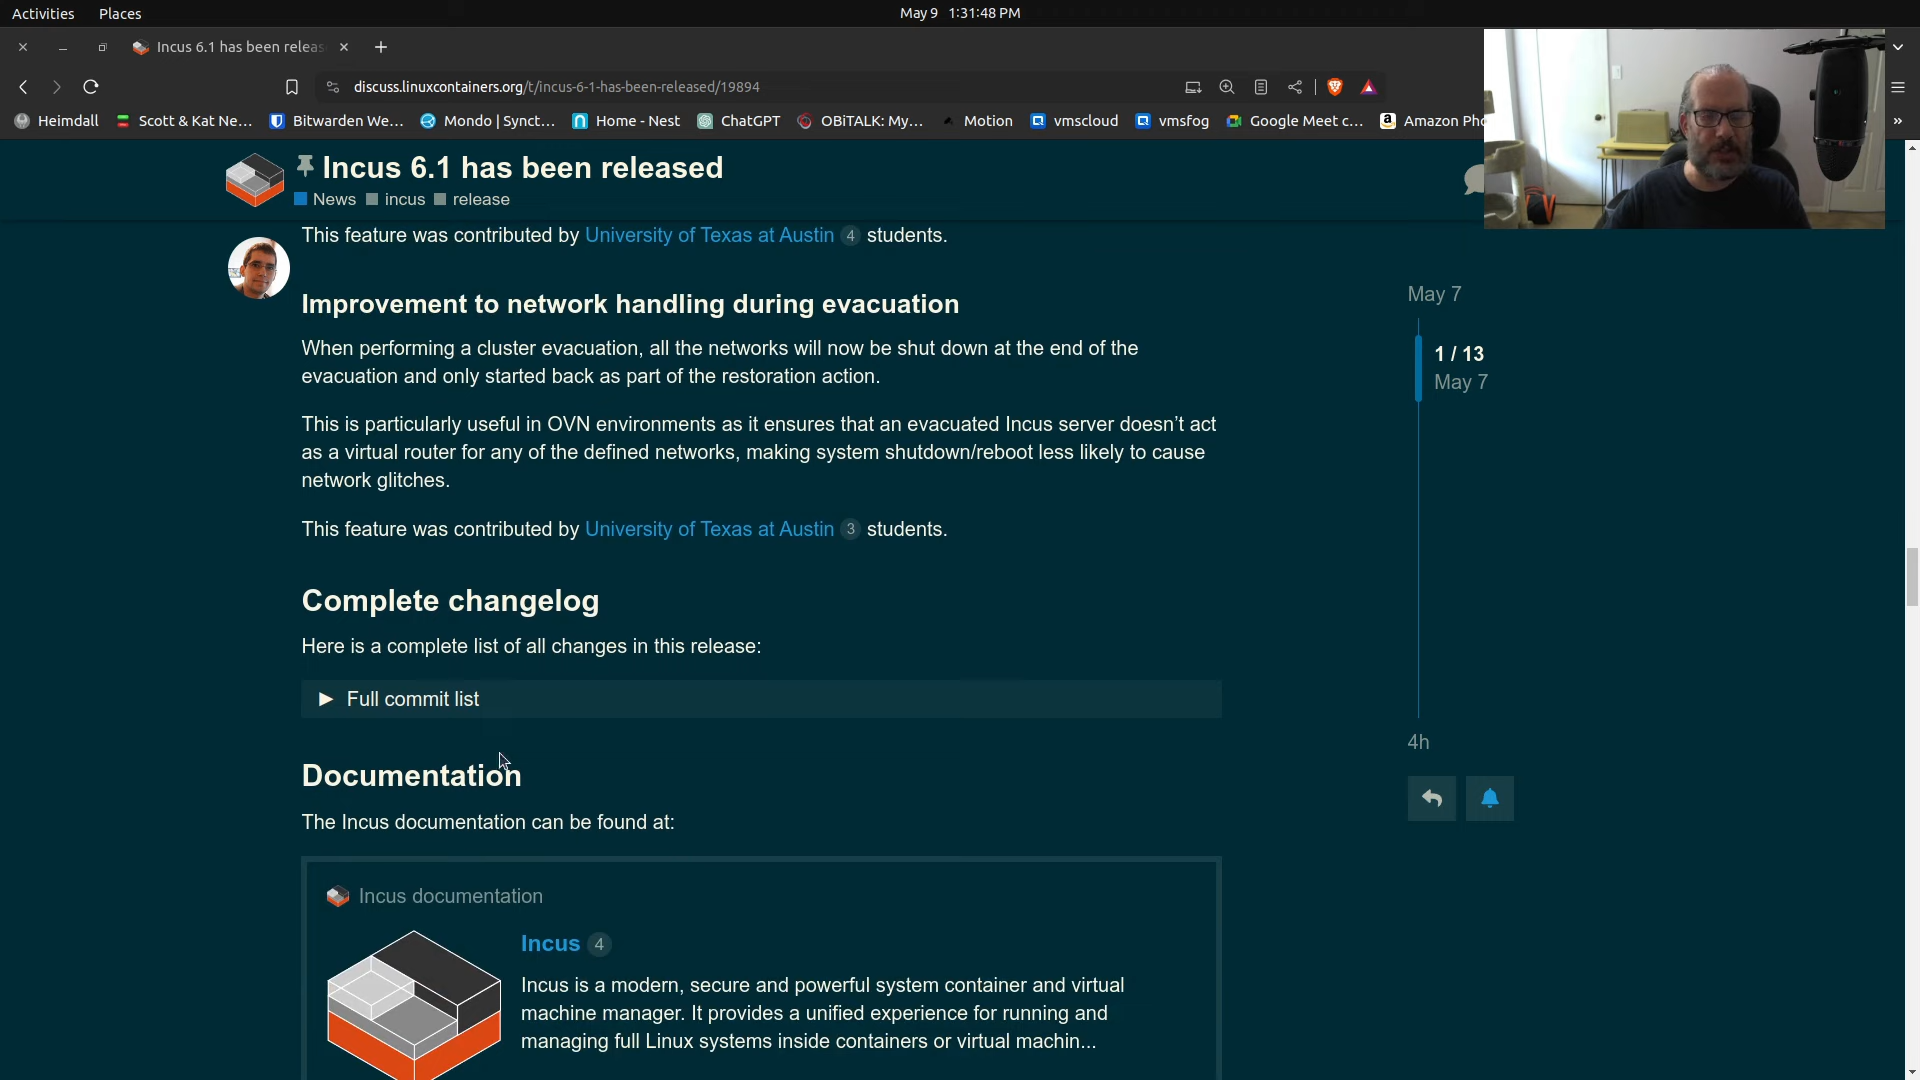 Activities Places May 9 1:31:48 PM
Incus 6.1 has been releas
discuss.linuxcontainers.org/t/incus-6-1-has-been-released/19894
Heimdall Scott & Kat Ne... Bitwarden We... Mondo | Synct... Home - Nest ChatGPT OBiTALK: My... Motion vmscloud vmsfog Google Meet c... Amazon Pho »
Incus 6.1 has been released
News incus release
This feature was contributed by University of Texas at Austin 4 students.
Improvement to network handling during evacuation
When performing a cluster evacuation, all the networks will now be shut down at the end of the
evacuation and only started back as part of the restoration action.
This is particularly useful in OVN environments as it ensures that an evacuated Incus server doesn’t act
as a virtual router for any of the defined networks, making system shutdown/reboot less likely to cause
network glitches.
This feature was contributed by University of Texas at Austin 3 students.
Complete changelog
Here is a complete list of all changes in this release:
Full commit list
Documentation
The Incus documentation can be found at:
Incus documentation
Incus 4
Incus is a modern, secure and powerful system container and virtual
machine manager. It provides a unified experience for running and
managing full Linux systems inside containers or virtual machin...
May 7
1 / 13
May 7
4h